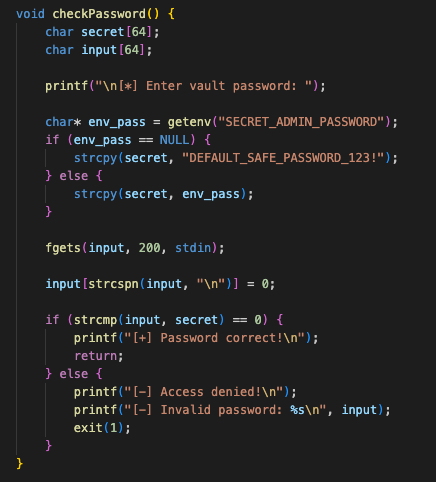 void checkPassword() {
    char secret[64];
    char input[64];

    printf("\n[*] Enter vault password: ");

    char* env_pass = getenv("SECRET_ADMIN_PASSWORD");
    if (env_pass == NULL) {
        strcpy(secret, "DEFAULT_SAFE_PASSWORD_123!");
    } else {
        strcpy(secret, env_pass);
    }

    fgets(input, 200, stdin);

    input[strcspn(input, "\n")] = 0;

    if (strcmp(input, secret) == 0) {
        printf("[+] Password correct!\n");
        return;
    } else {
        printf("[-] Access denied!\n");
        printf("[-] Invalid password: %s\n", input);
        exit(1);
    }
}